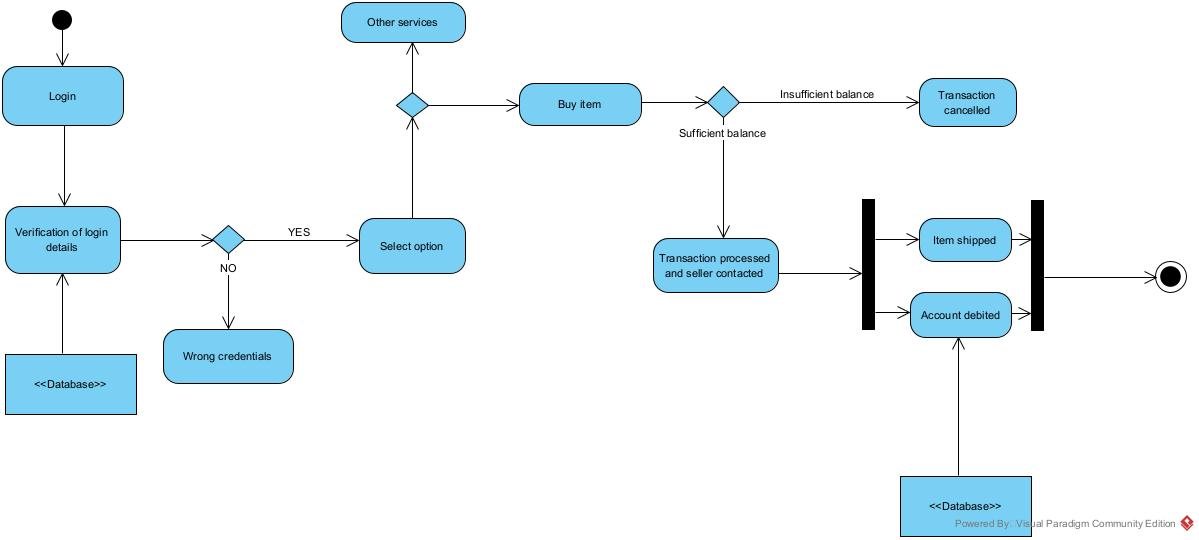 Other services
Login
Buy item
Insufficient balance
Transaction
cancelled
Sufficient balance
Verification of login
details
YES
NO
Select option
Transaction processed
and seller contacted
Item shipped
Account debited
Wrong credentials
<<Database>>
<<Database>>
Powered By: Visual Paradigm Community Edition